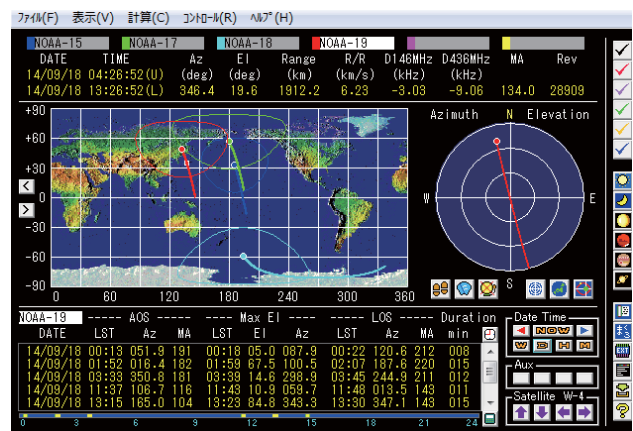 ファイル(F) 表示(V) 計算(C) コントロール(R) ヘルプ(H)
NOAA-15 NOAA-17 NOAA-18 NOAA-19
DATE TIME Az El Range R/R D146MHz D436MHz MA Rev
(deg) (deg) (km) (km/s) (kHz) (kHz)
14/09/18 04:26:52(U)
14/09/18 13:26:52(L) 346.4 19.6 1912.2 6.23 -3.03 -9.06 134.0 28909
+90
+60
+30
0
-30
-60
-90
0 60 120 180 240 300 360
Azimuth N Elevation
W E
S
NOAA-19 ----- AOS ----- ----- Max El ---- ----- LOS ----- Duration
DATE LST Az MA LST El Az LST Az MA min
14/09/18 00:13 051.9 191 00:18 05.0 087.9 00:22 120.6 212 008
14/09/18 01:52 016.4 182 01:59 67.5 100.5 02:07 187.6 220 015
14/09/18 03:33 350.8 180 03:39 14.6 298.9 03:45 244.9 211 012
14/09/18 11:37 106.7 116 11:43 10.9 059.7 11:48 013.5 143 011
14/09/18 13:15 165.0 104 13:23 84.8 343.3 13:30 347.1 143 015
0 3 6 9 12 15 18 21 24
Date Time
NOW
W D H M
Aux
Satellite W-4
EXIT